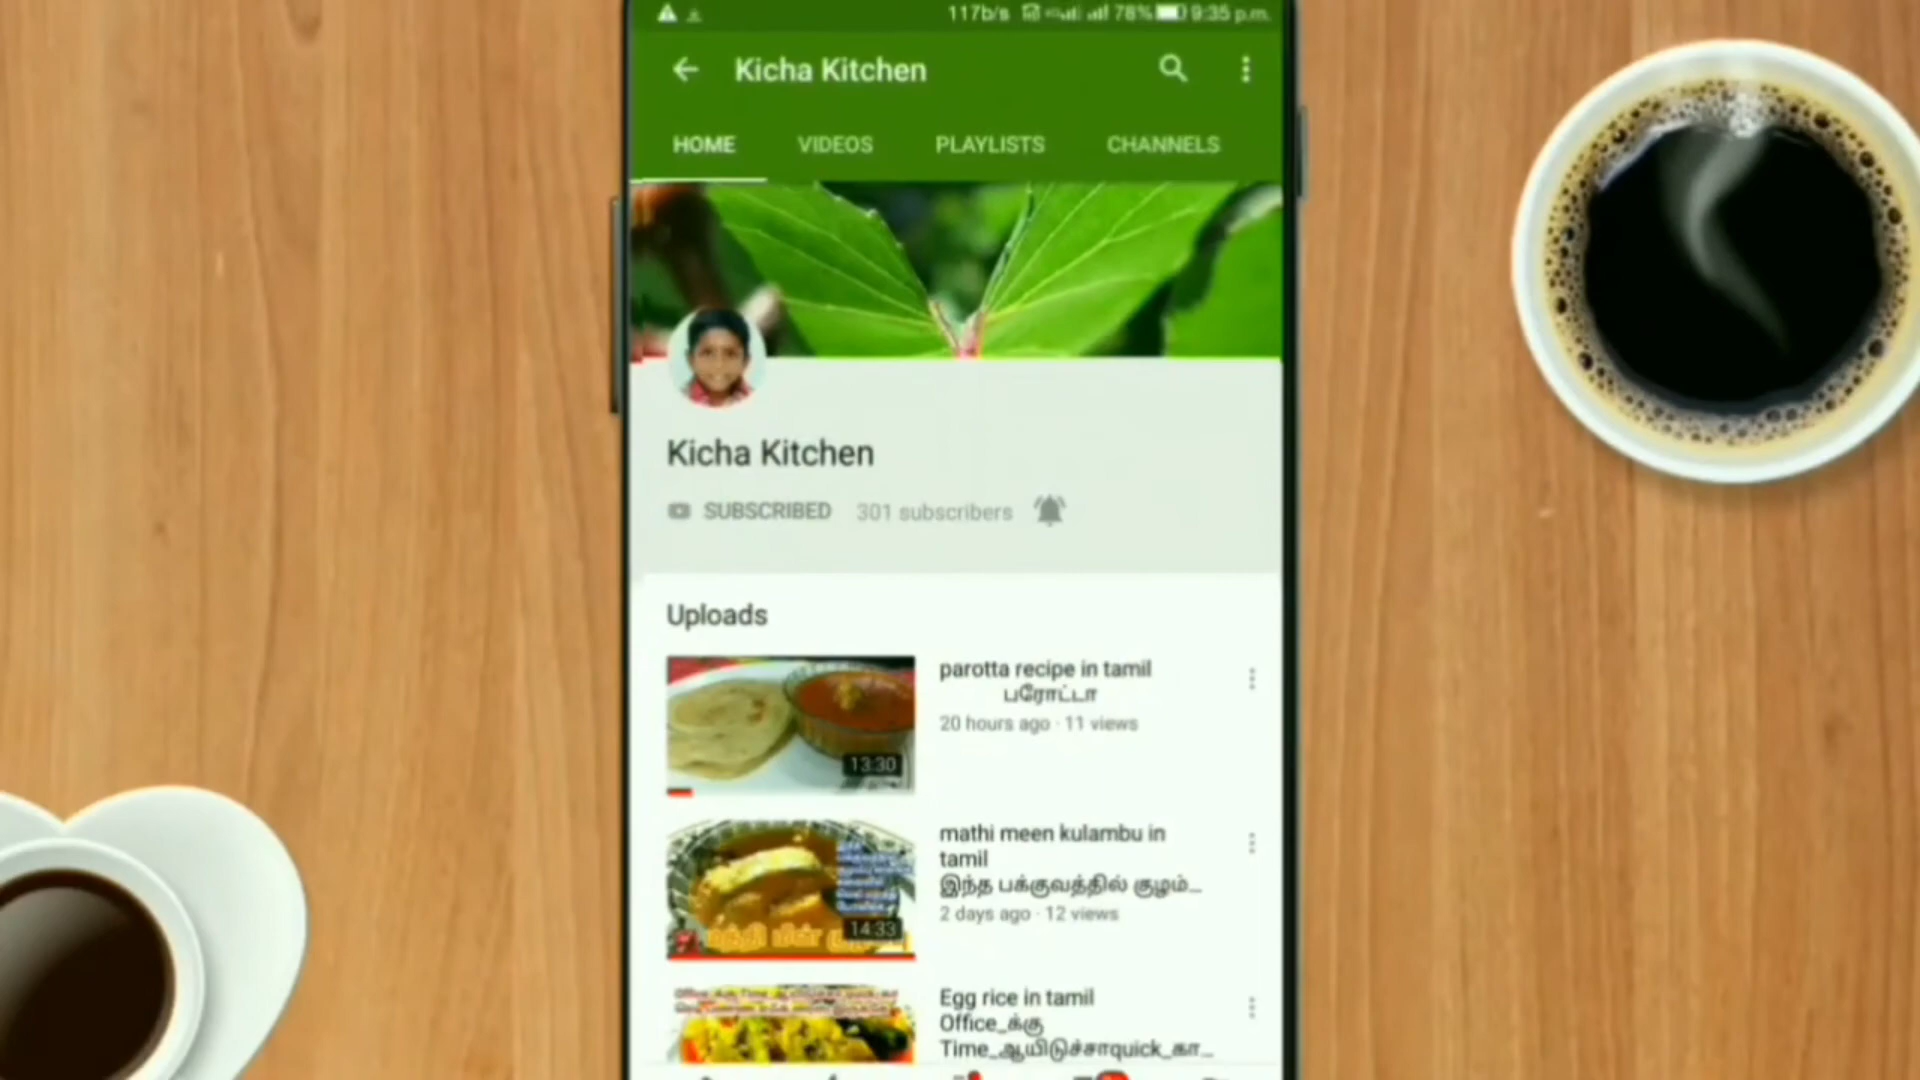 117b/s 78% 9:35 p.m.
Kicha Kitchen
HOME VIDEOS PLAYLISTS CHANNELS
Kicha Kitchen
SUBSCRIBED 301 subscribers
Uploads
parotta recipe in tamil
பரோட்டா
20 hours ago · 11 views
13:30
mathi meen kulambu in
tamil
இந்த பக்குவத்தில் குழம்_
2 days ago · 12 views
14:33
மத்தி மீன்
Egg rice in tamil
Office_க்கு
Time_ஆயிடுச்சாquick_கா_